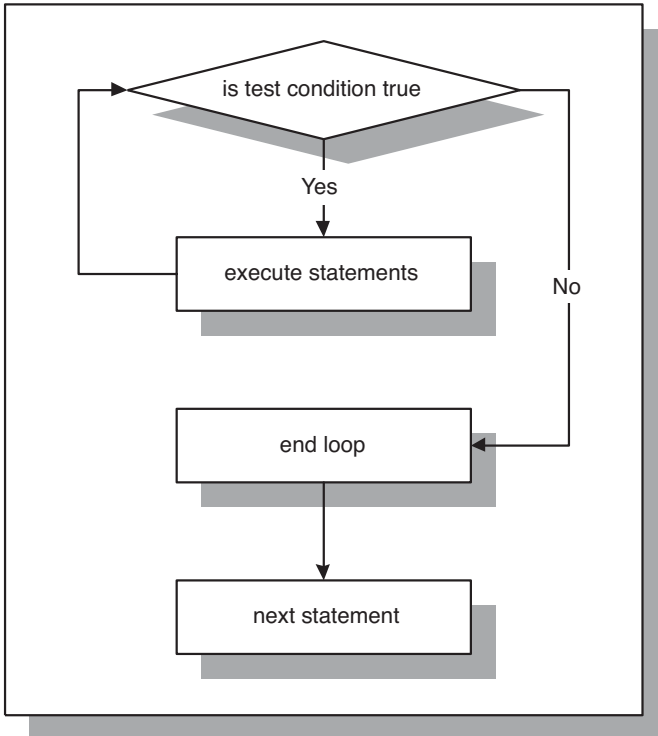 is test condition true
Yes
execute statements
No
end loop
next statement